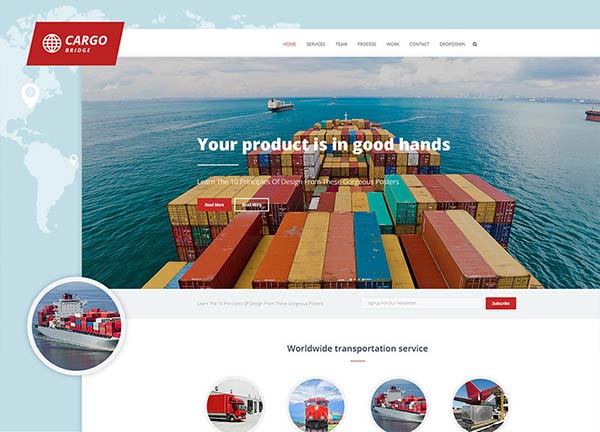 CARGO
BRIDGE
HOME SERVICES TEAM PROCESS WORK CONTACT DROPDOWN
Your product is in good hands
Learn The 10 Principles Of Design From These Gorgeous Posters
Read More Read More
Learn The 10 Principles Of Design From These Gorgeous Posters
Signup For Our Newsletter Subscribe
Worldwide transportation service